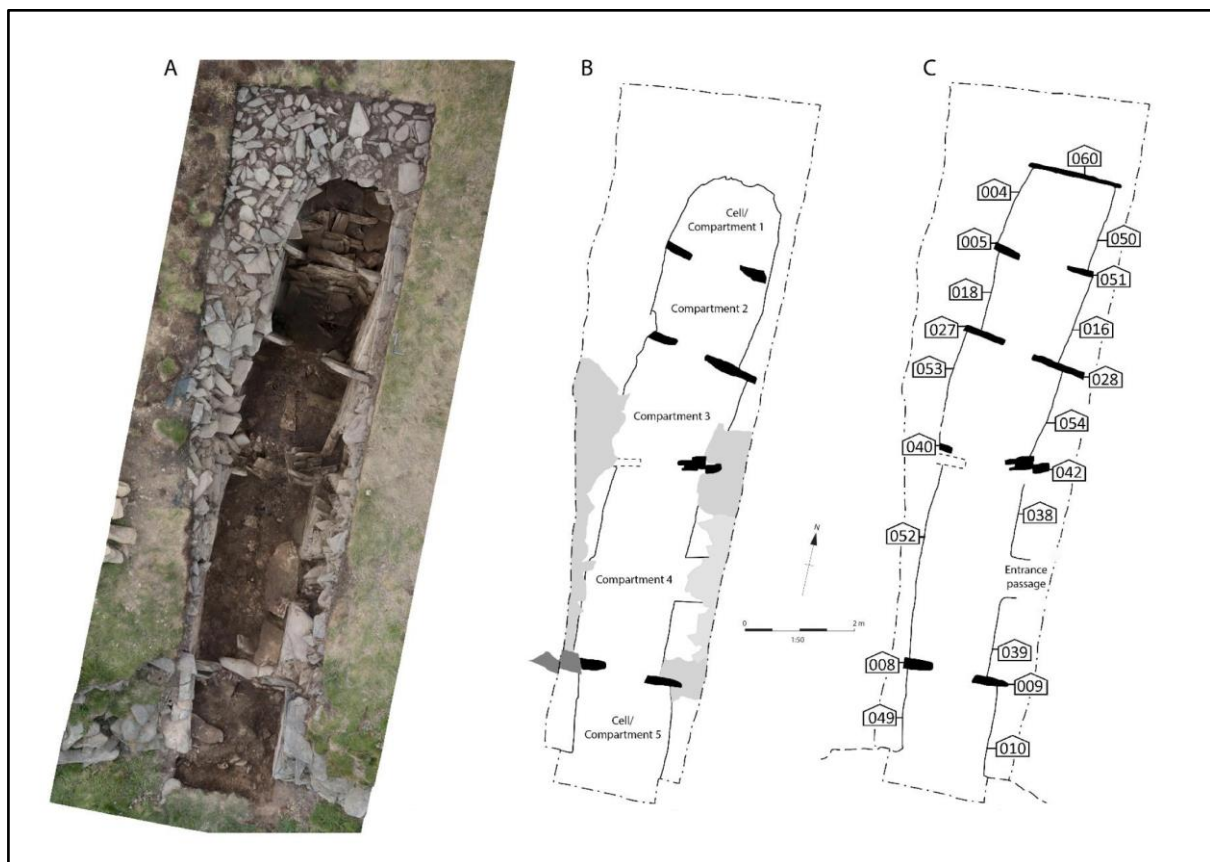 A
B
C
Cell/
Compartment 1
Compartment 2
Compartment 3
Compartment 4
Cell/
Compartment 5
N
0
2 m
1:50
060
004
050
005
051
018
016
027
028
053
054
040
042
038
052
Entrance
passage
039
008
009
049
010